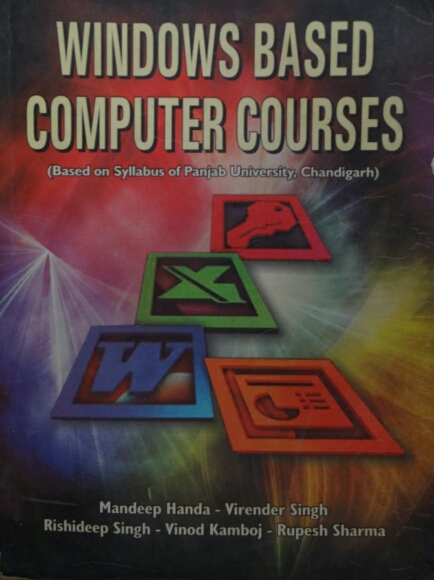 WINDOWS BASED
COMPUTER COURSES
(Based on Syllabus of Panjab University, Chandigarh)
W
Mandeep Handa - Virender Singh
Rishideep Singh - Vinod Kamboj - Rupesh Sharma